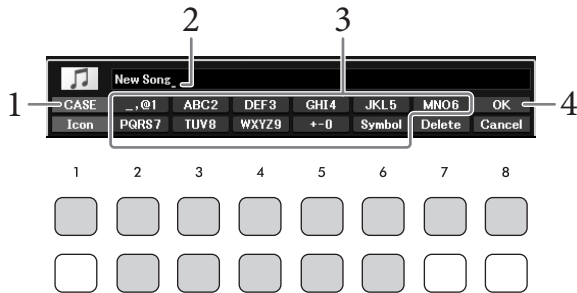 2 3
New Song_
1 CASE _,@1 ABC2 DEF3 GHI4 JKL5 MNO6 OK 4
Icon PQRS7 TUV8 WXYZ9 +-0 Symbol Delete Cancel
1 2 3 4 5 6 7 8